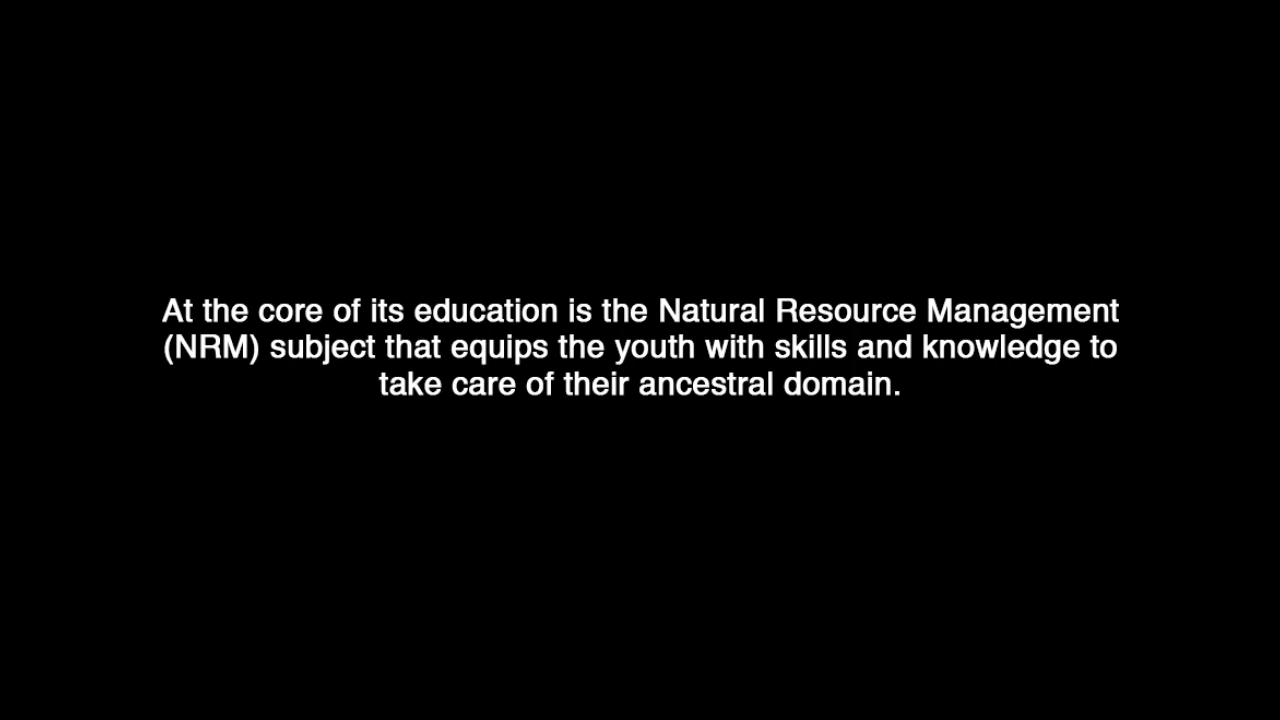 At the core of its education is the Natural Resource Management
(NRM) subject that equips the youth with skills and knowledge to
take care of their ancestral domain.